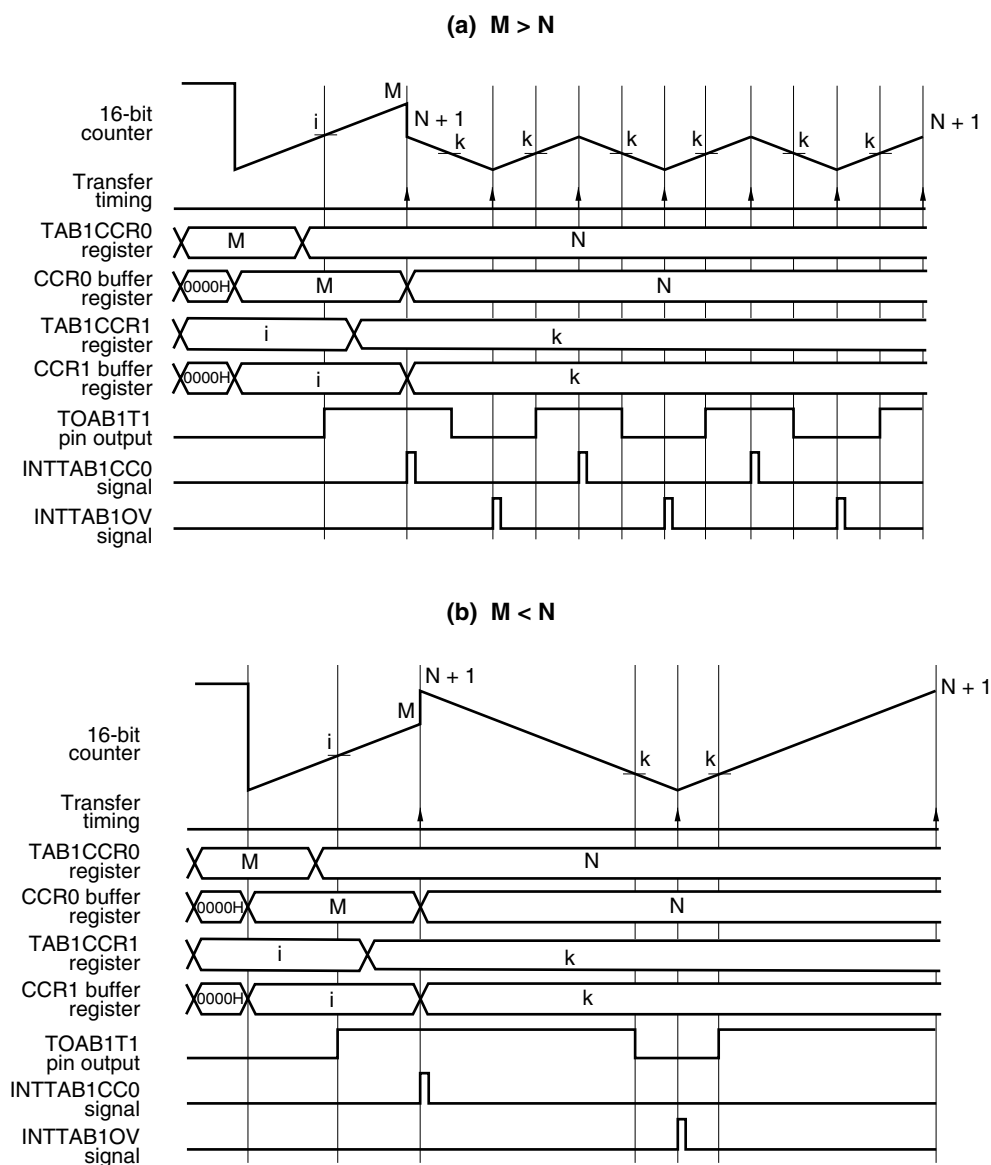 (a) M > N
16-bit
counter
i
M
N + 1
k
k
k
k
k
k
N + 1
Transfer
timing
TAB1CCR0
register
M
N
CCR0 buffer
register
0000H
M
N
TAB1CCR1
register
i
k
CCR1 buffer
register
0000H
i
k
TOAB1T1
pin output
INTTAB1CC0
signal
INTTAB1OV
signal
(b) M < N
16-bit
counter
i
M
N + 1
k
k
N + 1
Transfer
timing
TAB1CCR0
register
M
N
CCR0 buffer
register
0000H
M
N
TAB1CCR1
register
i
k
CCR1 buffer
register
0000H
i
k
TOAB1T1
pin output
INTTAB1CC0
signal
INTTAB1OV
signal